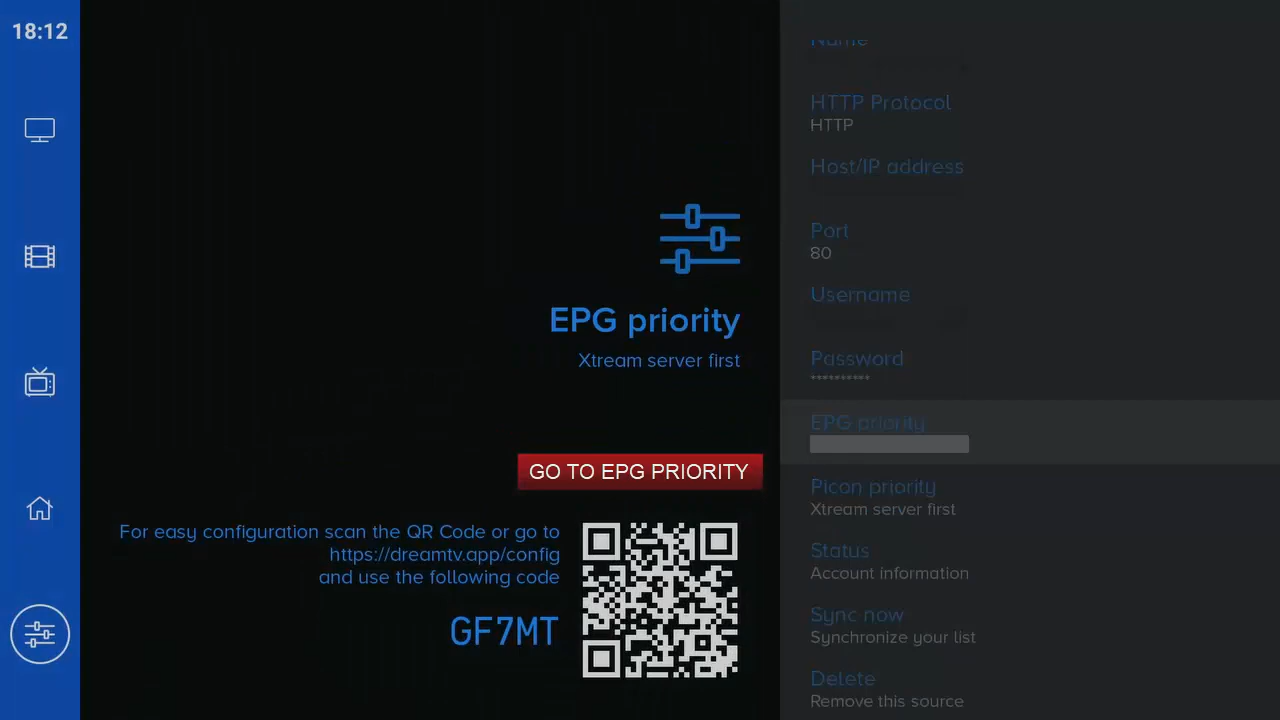 18:12
EPG priority
Xtream server first
GO TO EPG PRIORITY
For easy configuration scan the QR Code or go to
https://dreamtv.app/config
and use the following code
GF7MT
Name
HTTP Protocol
HTTP
Host/IP address
Port
80
Username
Password
**********
EPG priority
Picon priority
Xtream server first
Status
Account information
Sync now
Synchronize your list
Delete
Remove this source